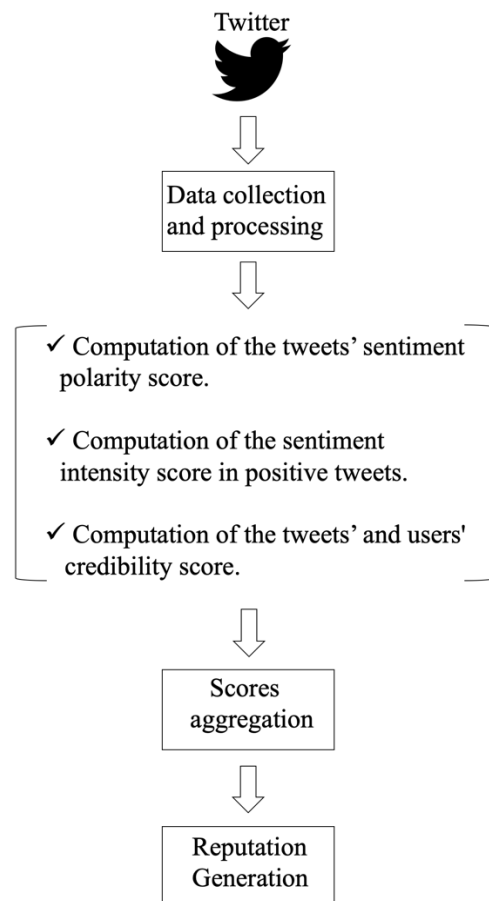 Twitter
Data collection
and processing
✓ Computation of the tweets’ sentiment
polarity score.
✓ Computation of the sentiment
intensity score in positive tweets.
✓ Computation of the tweets’ and users'
credibility score.
Scores
aggregation
Reputation
Generation